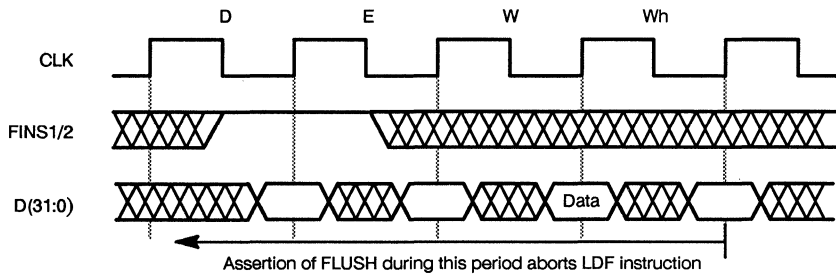 D E W Wh
CLK
FINS1/2
D(31:0)
Data
Assertion of FLUSH during this period aborts LDF instruction